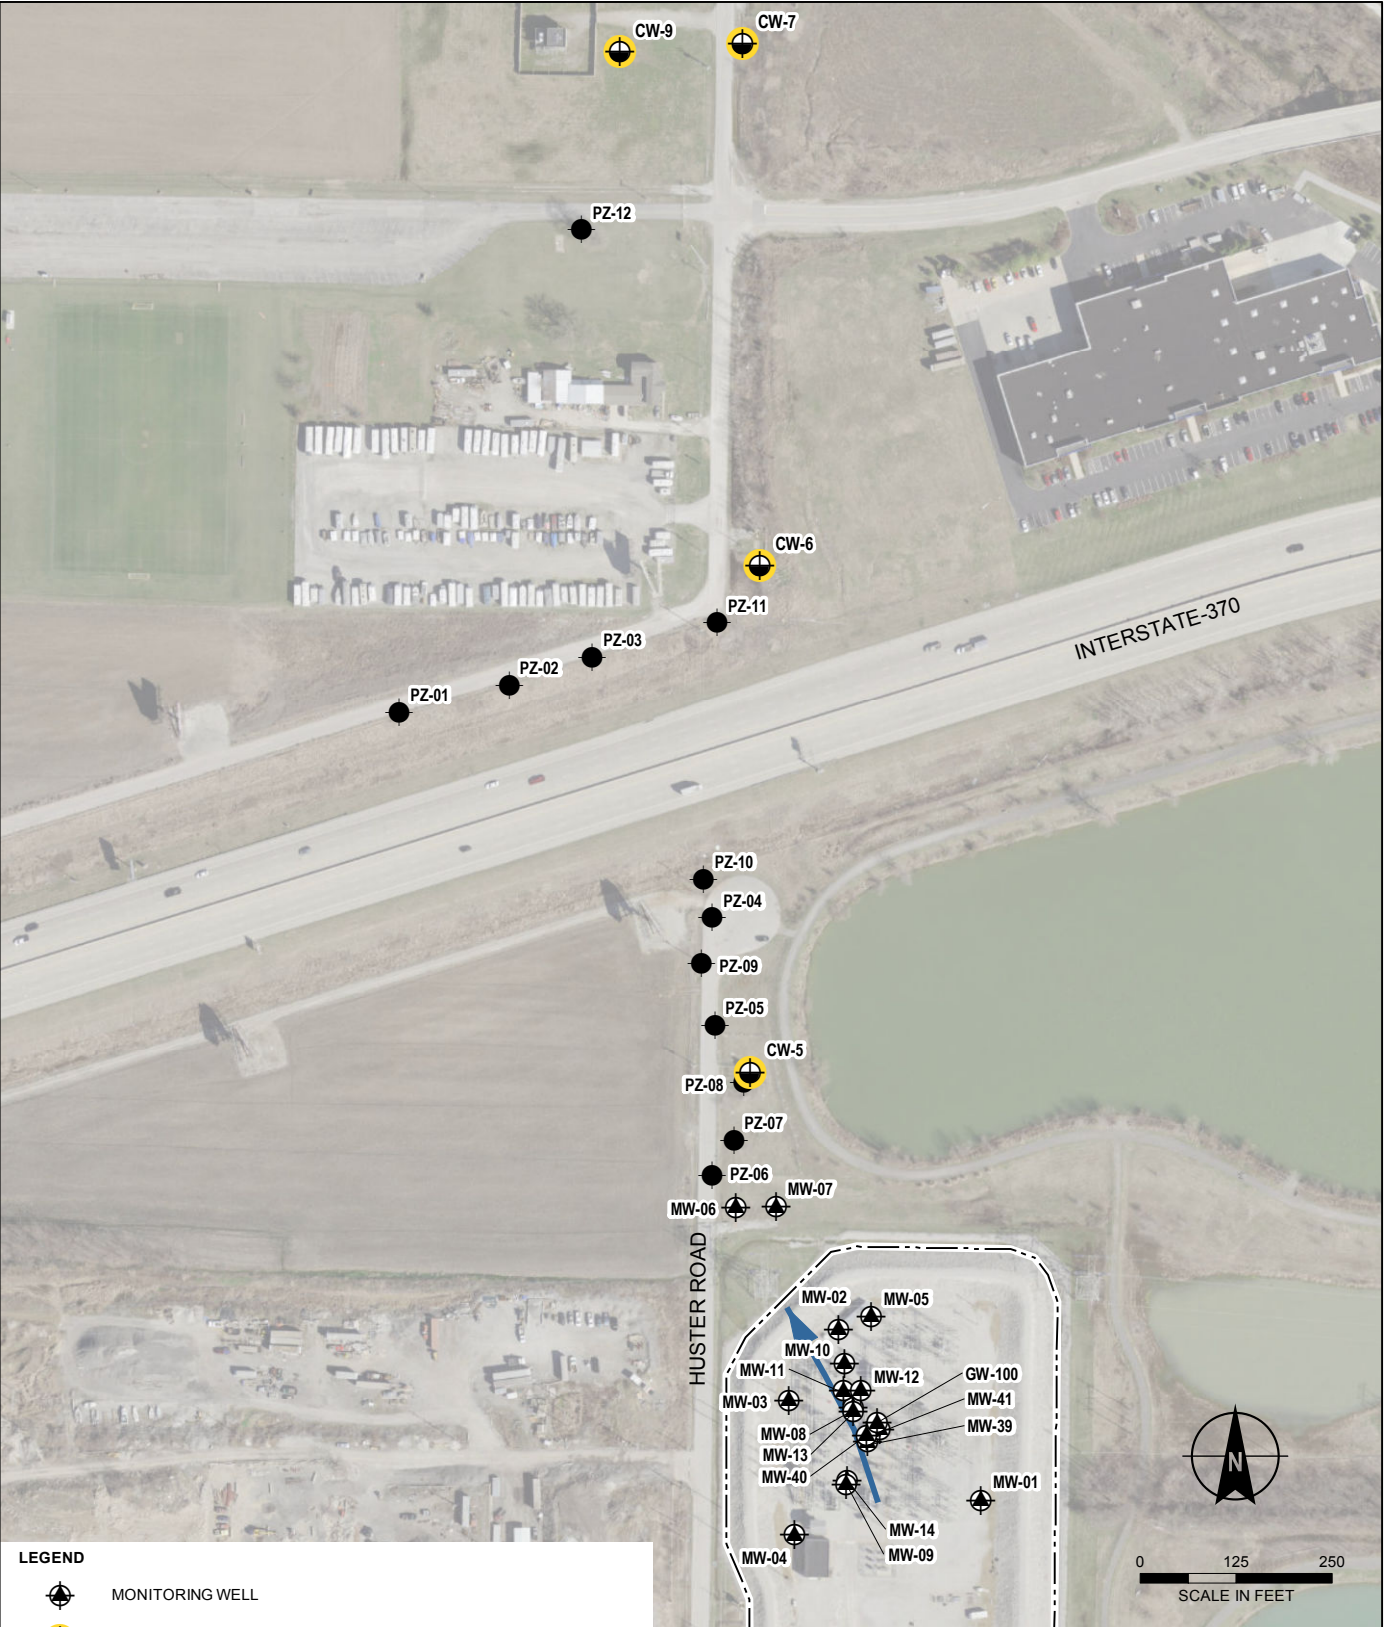 CW-9
CW-7
PZ-12
CW-6
PZ-11
INTERSTATE-370
PZ-03
PZ-02
PZ-01
PZ-10
PZ-04
PZ-09
PZ-05
CW-5
PZ-08
PZ-07
PZ-06
MW-07
MW-06
HUSTER ROAD
MW-02
MW-05
MW-10
MW-11
MW-12
GW-100
MW-03
MW-41
MW-08
MW-39
MW-13
MW-40
MW-01
MW-14
MW-04
MW-09
N
0 125 250
SCALE IN FEET
LEGEND
MONITORING WELL